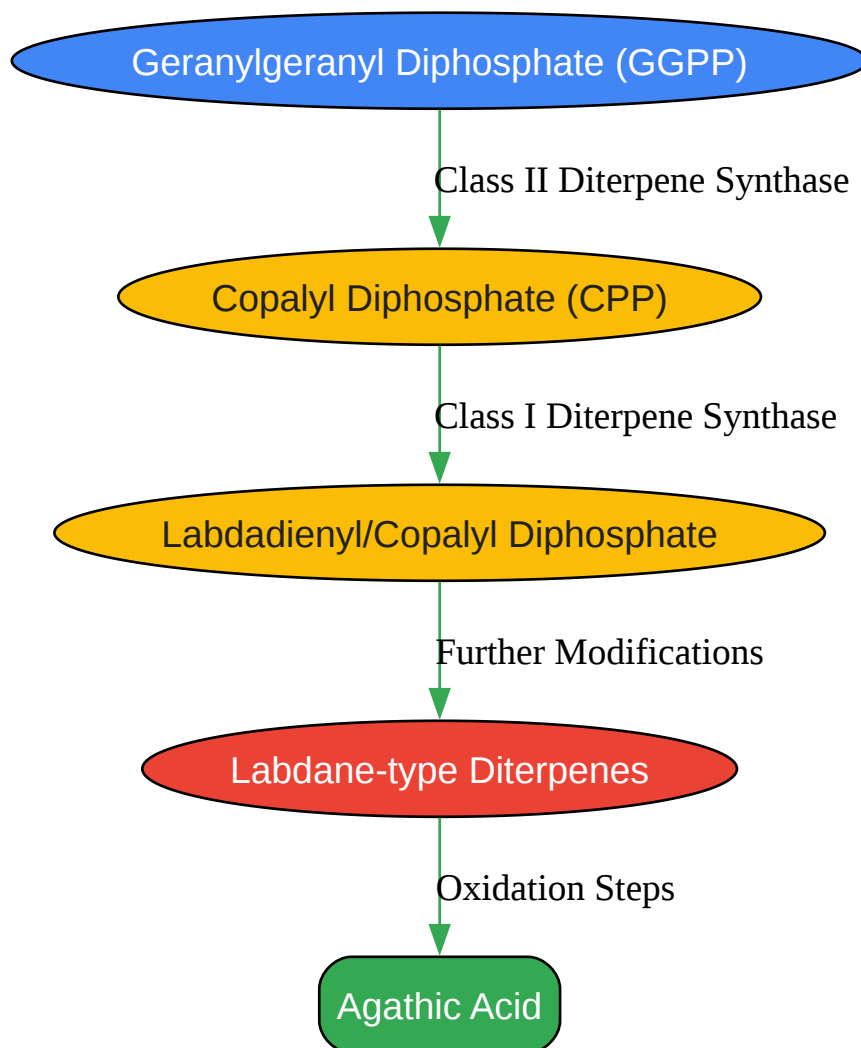 Geranylgeranyl Diphosphate (GGPP)
Class II Diterpene Synthase
Copalyl Diphosphate (CPP)
Class I Diterpene Synthase
Labdadienyl/Copalyl Diphosphate
Further Modifications
Labdane-type Diterpenes
Oxidation Steps
Agathic Acid